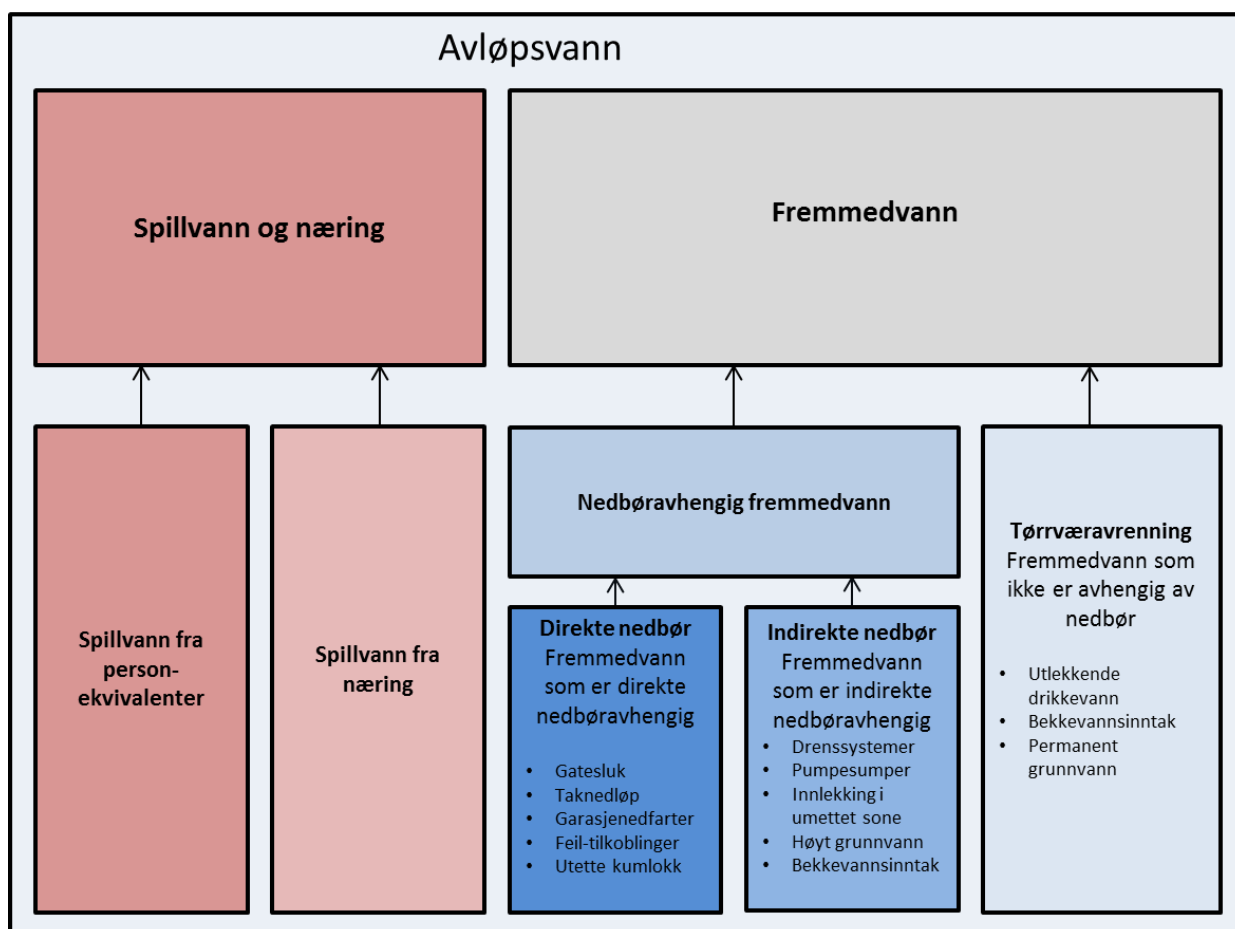 Avløpsvann
Spillvann og næring
Fremmedvann
Spillvann fra
person-
ekvivalenter
Spillvann fra
næring
Nedbøravhengig fremmedvann
Direkte nedbør
Fremmedvann
som er direkte
nedbøravhengig
• Gatesluk
• Taknedløp
• Garasjenedfarter
• Feil-tilkoblinger
• Utette kumlokk
Indirekte nedbør
Fremmedvann
som er indirekte
nedbøravhengig
• Drenssystemer
• Pumpesumper
• Innlekking i
umettet sone
• Høyt grunnvann
• Bekkevannsinntak
Tørrværavrenning
Fremmedvann som
ikke er avhengig av
nedbør
• Utlekkende
drikkevann
• Bekkevannsinntak
• Permanent
grunnvann